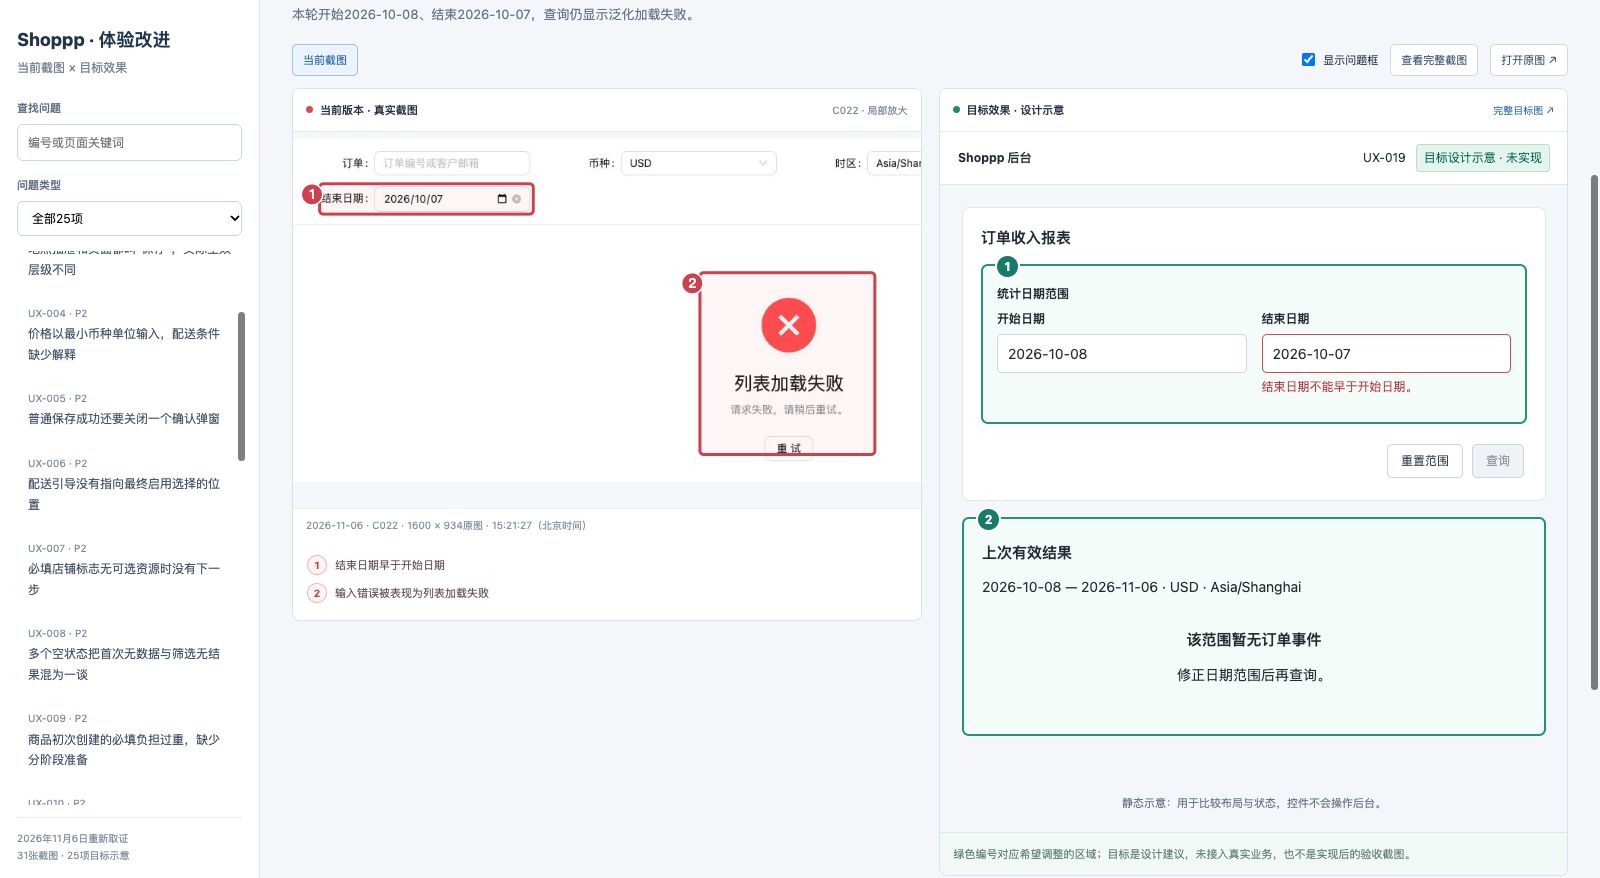 Shoppp · 体验改进
当前截图 × 目标效果
查找问题
编号或页面关键词
问题类型
全部25项
层级不同
UX-004 · P2
价格以最小币种单位输入，配送条件
缺少解释
UX-005 · P2
普通保存成功还要关闭一个确认弹窗
UX-006 · P2
配送引导没有指向最终启用选择的位
置
UX-007 · P2
必填店铺标志无可选资源时没有下一
步
UX-008 · P2
多个空状态把首次无数据与筛选无结
果混为一谈
UX-009 · P2
商品初次创建的必填负担过重，缺少
分阶段准备
UX-010 · P2
2026年11月6日重新取证
31张截图 · 25项目标示意
本轮开始2026-10-08、结束2026-10-07，查询仍显示泛化加载失败。
当前截图
显示问题框
查看完整截图
打开原图 ↗
当前版本 · 真实截图
C022 · 局部放大
订单：
订单编号或客户邮箱
币种：
USD
时区：
Asia/Shan
1
结束日期：
2026/10/07
2
列表加载失败
请求失败，请稍后重试。
重 试
2026-11-06 · C022 · 1600 × 934原图 · 15:21:27（北京时间）
1 结束日期早于开始日期
2 输入错误被表现为列表加载失败
目标效果 · 设计示意
完整目标图 ↗
Shoppp 后台
UX-019
目标设计示意 · 未实现
订单收入报表
1
统计日期范围
开始日期
结束日期
2026-10-08
2026-10-07
结束日期不能早于开始日期。
重置范围
查询
2
上次有效结果
2026-10-08 — 2026-11-06 · USD · Asia/Shanghai
该范围暂无订单事件
修正日期范围后再查询。
静态示意：用于比较布局与状态，控件不会操作后台。
绿色编号对应希望调整的区域；目标是设计建议，未接入真实业务，也不是实现后的验收截图。